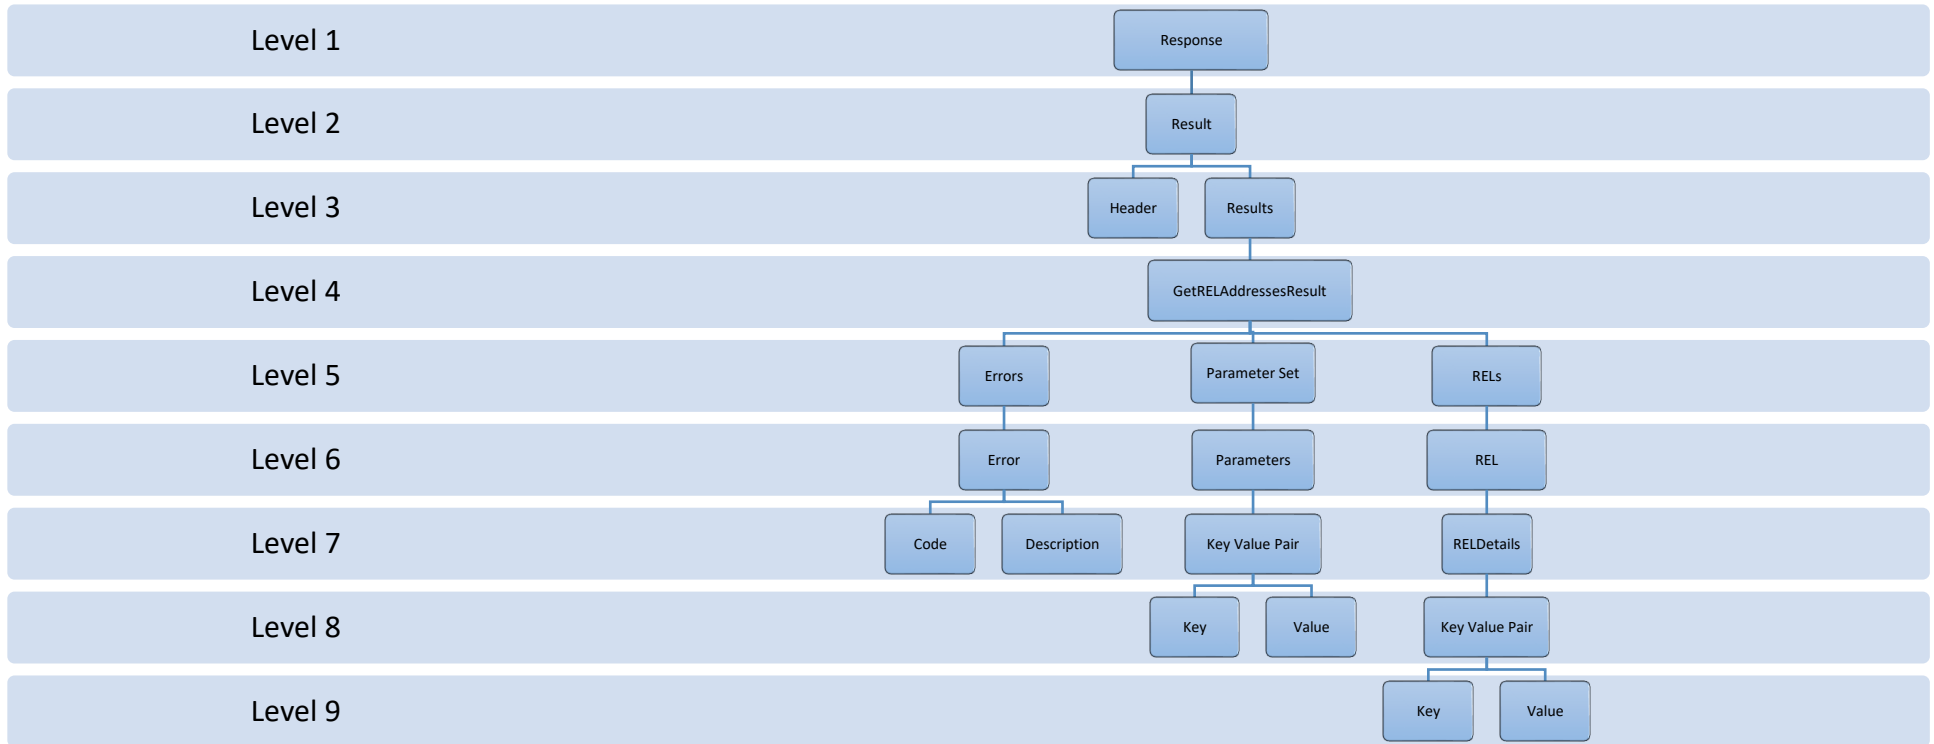 Level 1
Response
Level 2
Result
Level 3
Header
Results
Level 4
GetRELAddressesResult
Level 5
Errors
Parameter Set
RELs
Level 6
Error
Parameters
REL
Level 7
Code
Description
Key Value Pair
RELDetails
Level 8
Key
Value
Key Value Pair
Level 9
Key
Value